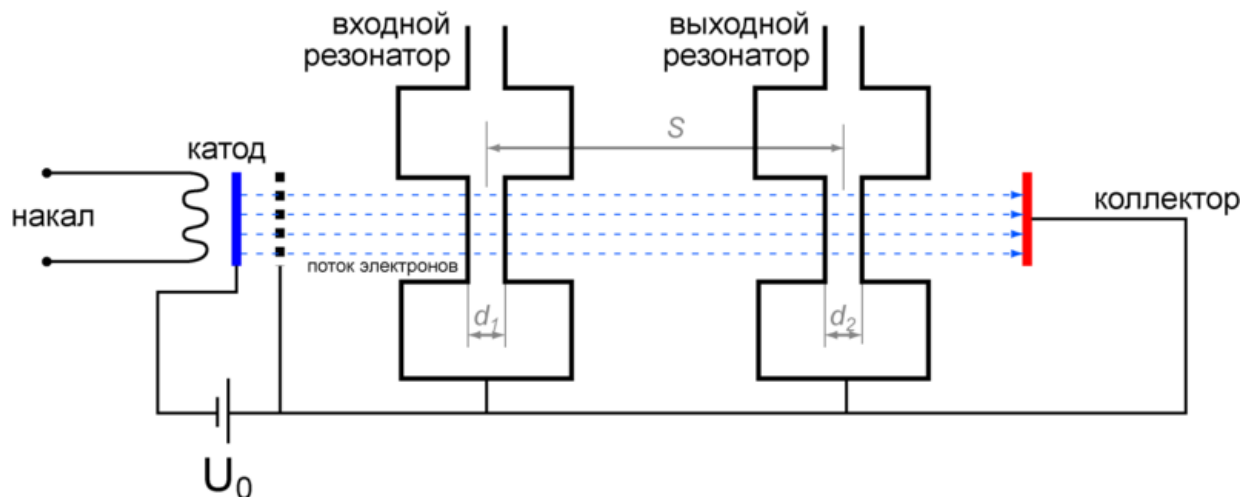 входной
резонатор
выходной
резонатор
S
катод
накал
коллектор
поток электронов
d₁
d₂
U₀